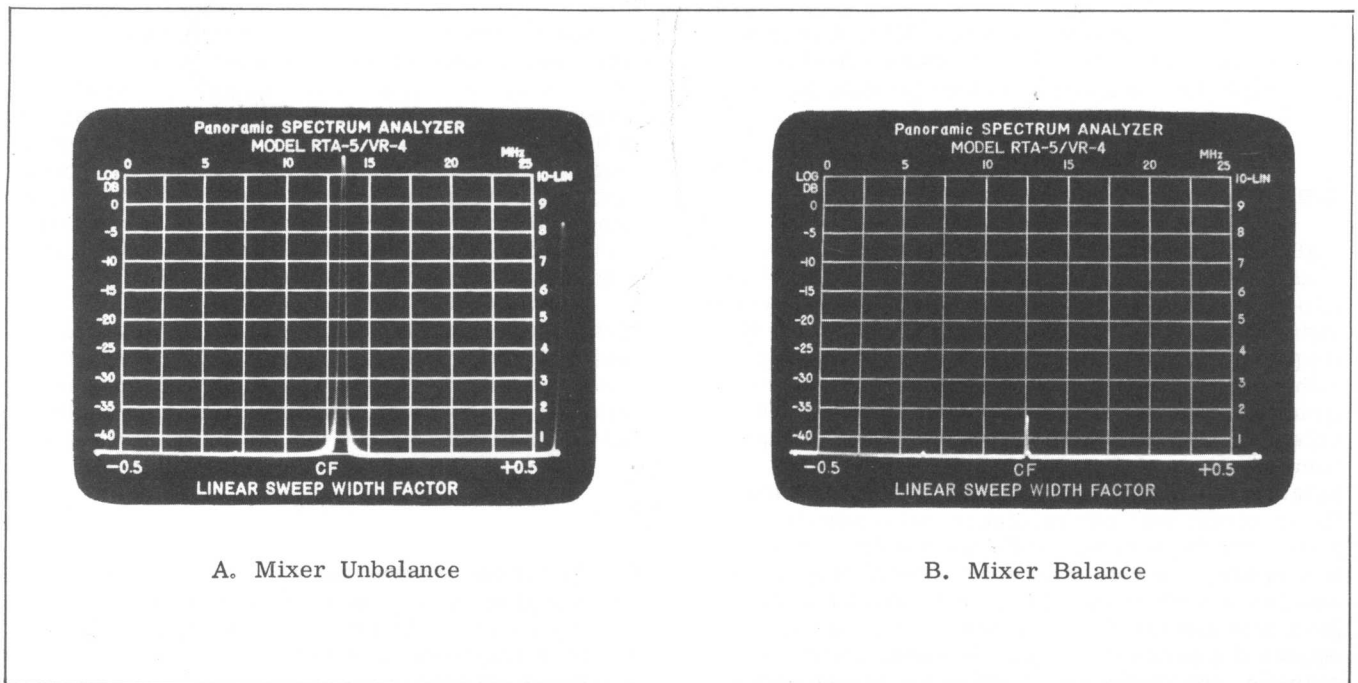 Panoramic SPECTRUM ANALYZER
MODEL RTA-5/VR-4
MHz
0 5 10 15 20 25
LOG DB
10-LIN
0 9
-5 8
-10 7
-15 6
-20 5
-25 4
-30 3
-35 2
-40 1
-0.5 CF +0.5
LINEAR SWEEP WIDTH FACTOR
A. Mixer Unbalance
Panoramic SPECTRUM ANALYZER
MODEL RTA-5/VR-4
MHz
0 5 10 15 20 25
LOG DB
10-LIN
0 9
-5 8
-10 7
-15 6
-20 5
-25 4
-30 3
-35 2
-40 1
-0.5 CF +0.5
LINEAR SWEEP WIDTH FACTOR
B. Mixer Balance